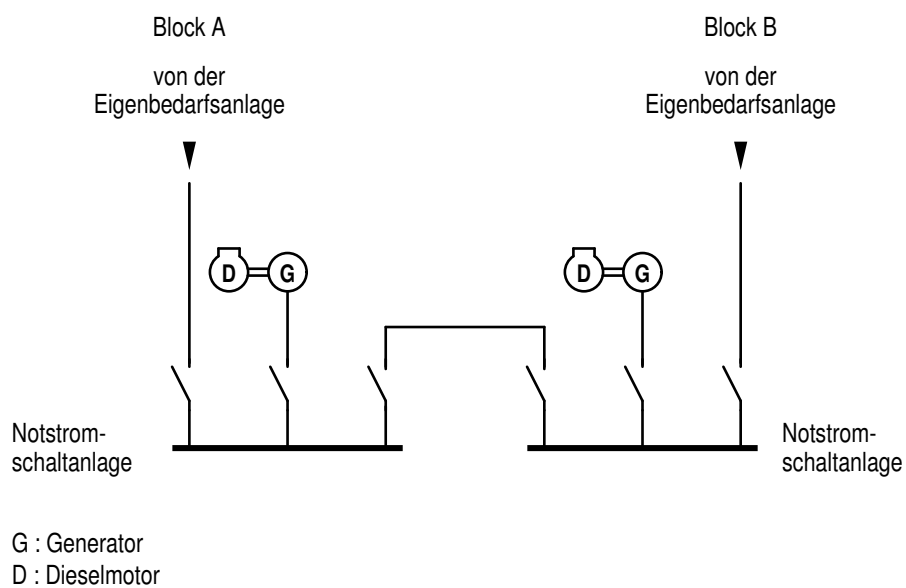 Block A
Block B
von der
Eigenbedarfsanlage
von der
Eigenbedarfsanlage
D
G
D
G
Notstrom-
schaltanlage
Notstrom-
schaltanlage
G : Generator
D : Dieselmotor